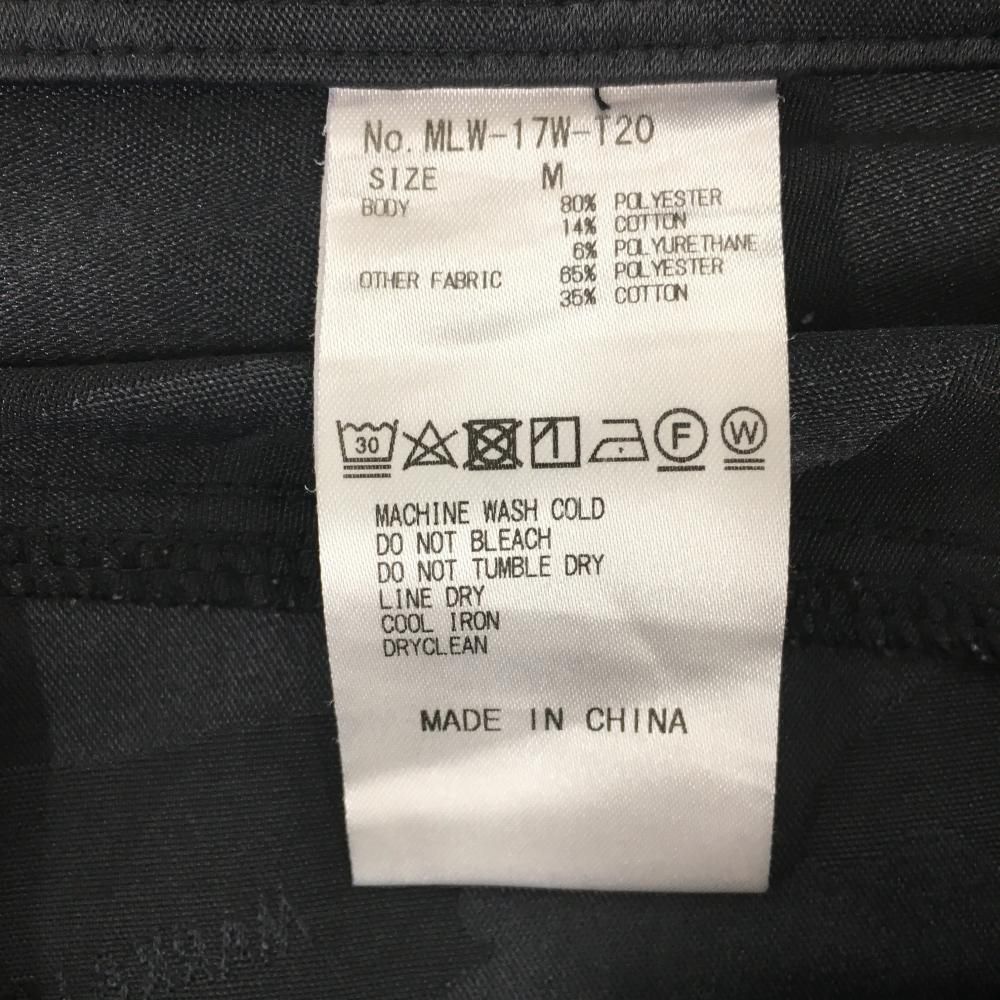 No. MLW-17W-T20
SIZE M
BODY 80% POLYESTER
14% COTTON
6% POLYURETHANE
OTHER FABRIC 65% POLYESTER
35% COTTON
30 F W
MACHINE WASH COLD
DO NOT BLEACH
DO NOT TUMBLE DRY
LINE DRY
COOL IRON
DRYCLEAN
MADE IN CHINA